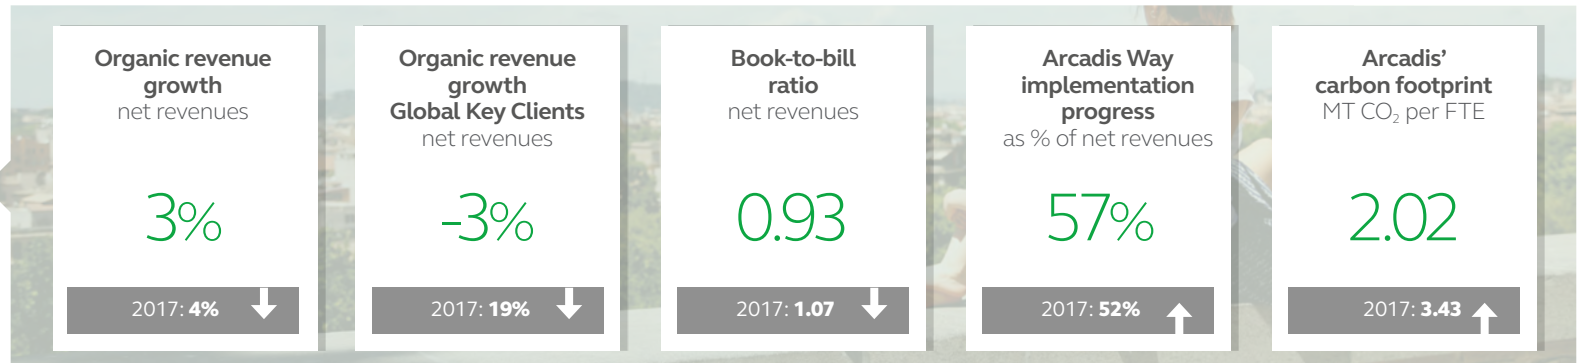 Organic revenue
growth
net revenues
3%
2017: 4%
Organic revenue
growth
Global Key Clients
net revenues
-3%
2017: 19%
Book-to-bill
ratio
net revenues
0.93
2017: 1.07
Arcadis Way
implementation
progress
as % of net revenues
57%
2017: 52%
Arcadis’
carbon footprint
MT CO₂ per FTE
2.02
2017: 3.43